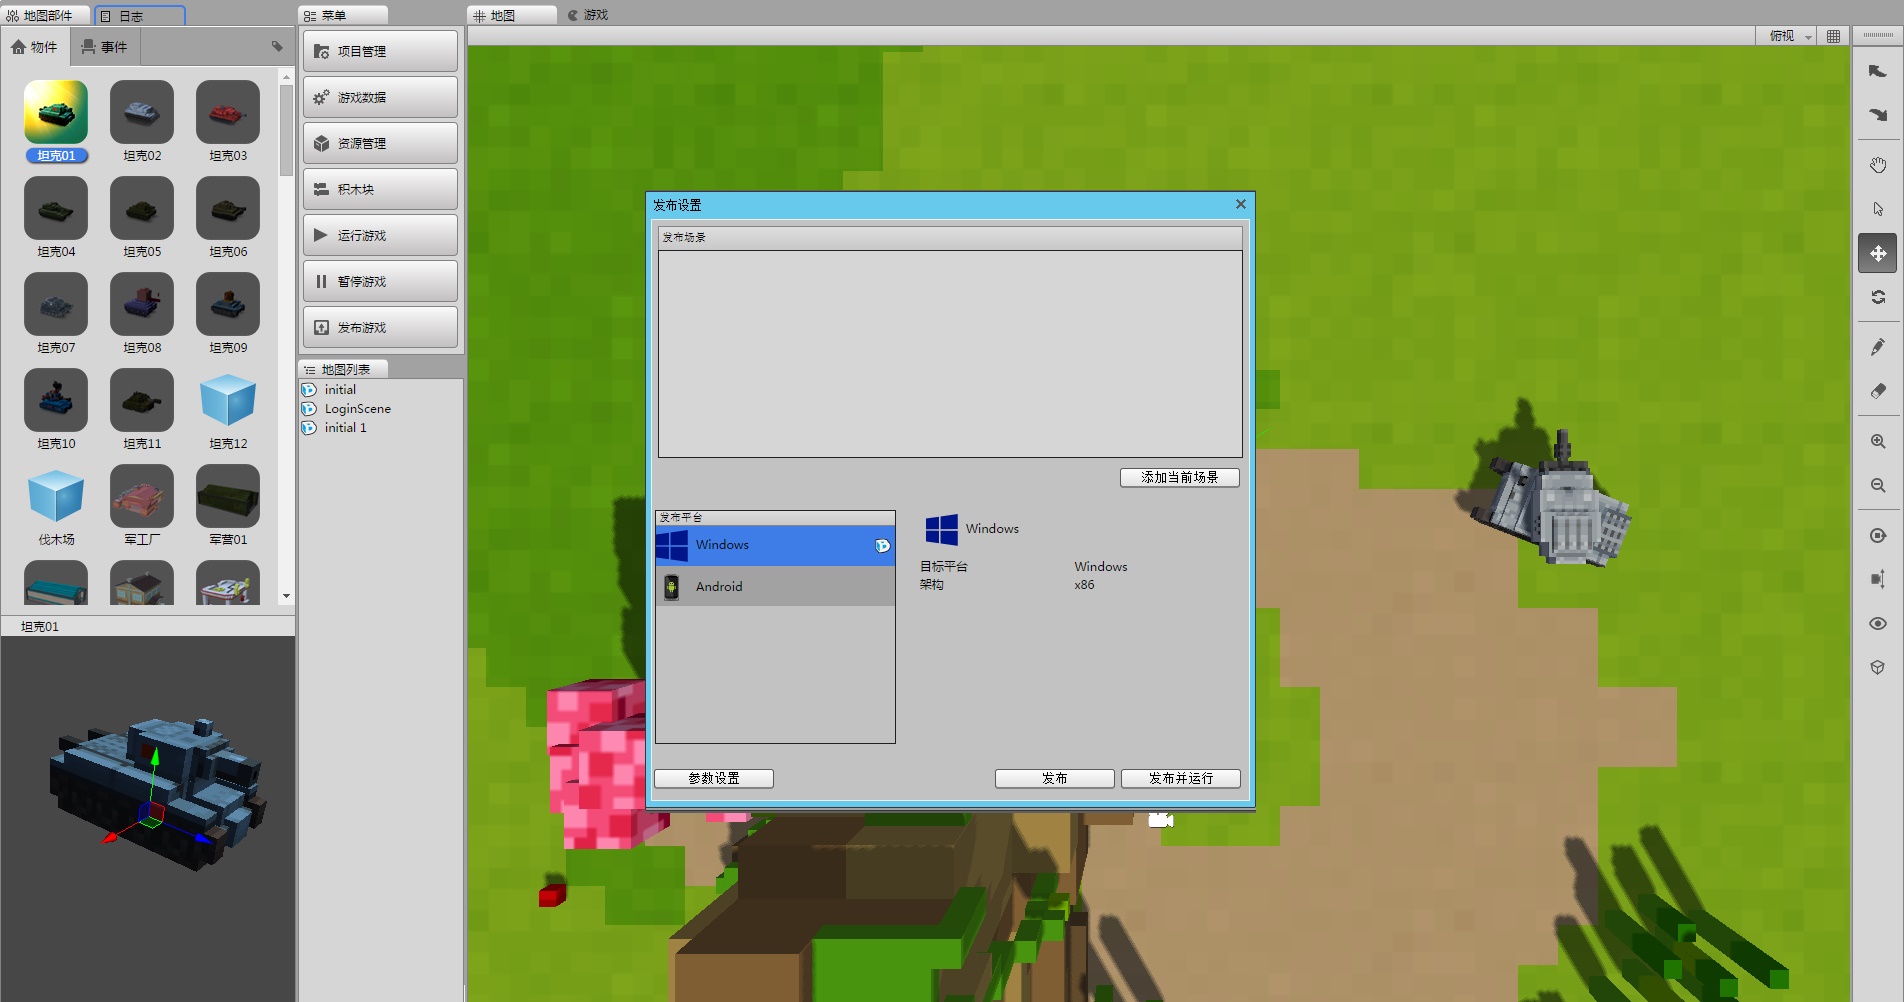 地图部件
日志
菜单
地图
游戏
物件
事件
俯视
坦克01
坦克02
坦克03
坦克04
坦克05
坦克06
坦克07
坦克08
坦克09
坦克10
坦克11
坦克12
伐木场
军工厂
军营01
坦克01
项目管理
游戏数据
资源管理
积木块
运行游戏
暂停游戏
发布游戏
地图列表
initial
LoginScene
initial 1
发布设置
发布场景
添加当前场景
发布平台
Windows
Android
Windows
目标平台 Windows
架构 x86
参数设置
发布
发布并运行